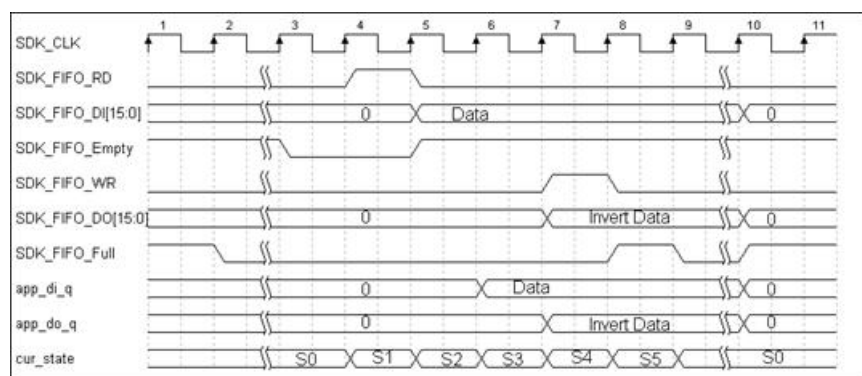 1 2 3 4 5 6 7 8 9 10 11
SDK_CLK
SDK_FIFO_RD
SDK_FIFO_DI[15:0] 0 Data 0
SDK_FIFO_Empty
SDK_FIFO_WR
SDK_FIFO_DO[15:0] 0 Invert Data 0
SDK_FIFO_Full
app_di_q 0 Data 0
app_do_q 0 Invert Data 0
cur_state S0 S1 S2 S3 S4 S5 S0